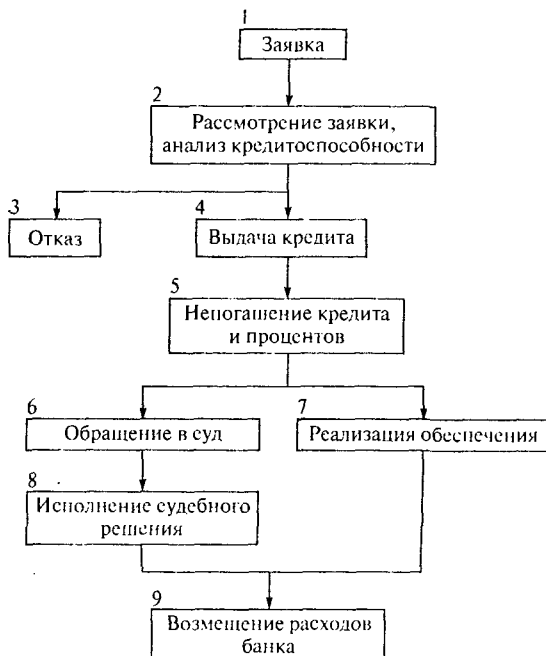 1
Заявка
2
Рассмотрение заявки,
анализ кредитоспособности
3
Отказ
4
Выдача кредита
5
Непогашение кредита
и процентов
6
Обращение в суд
7
Реализация обеспечения
8
Исполнение судебного
решения
9
Возмещение расходов
банка